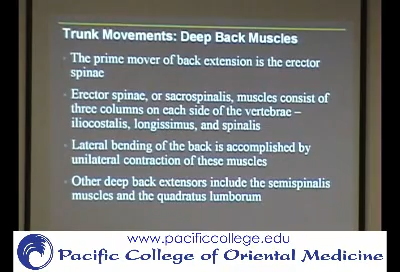 Trunk Movements: Deep Back Muscles
The prime mover of back extension is the erector
spinae
Erector spinae, or sacrospinalis, muscles consist of
three columns on each side of the vertebrae –
iliocostalis, longissimus, and spinalis
Lateral bending of the back is accomplished by
unilateral contraction of these muscles
Other deep back extensors include the semispinalis
muscles and the quadratus lumborum
www.pacificcollege.edu
Pacific College of Oriental Medicine